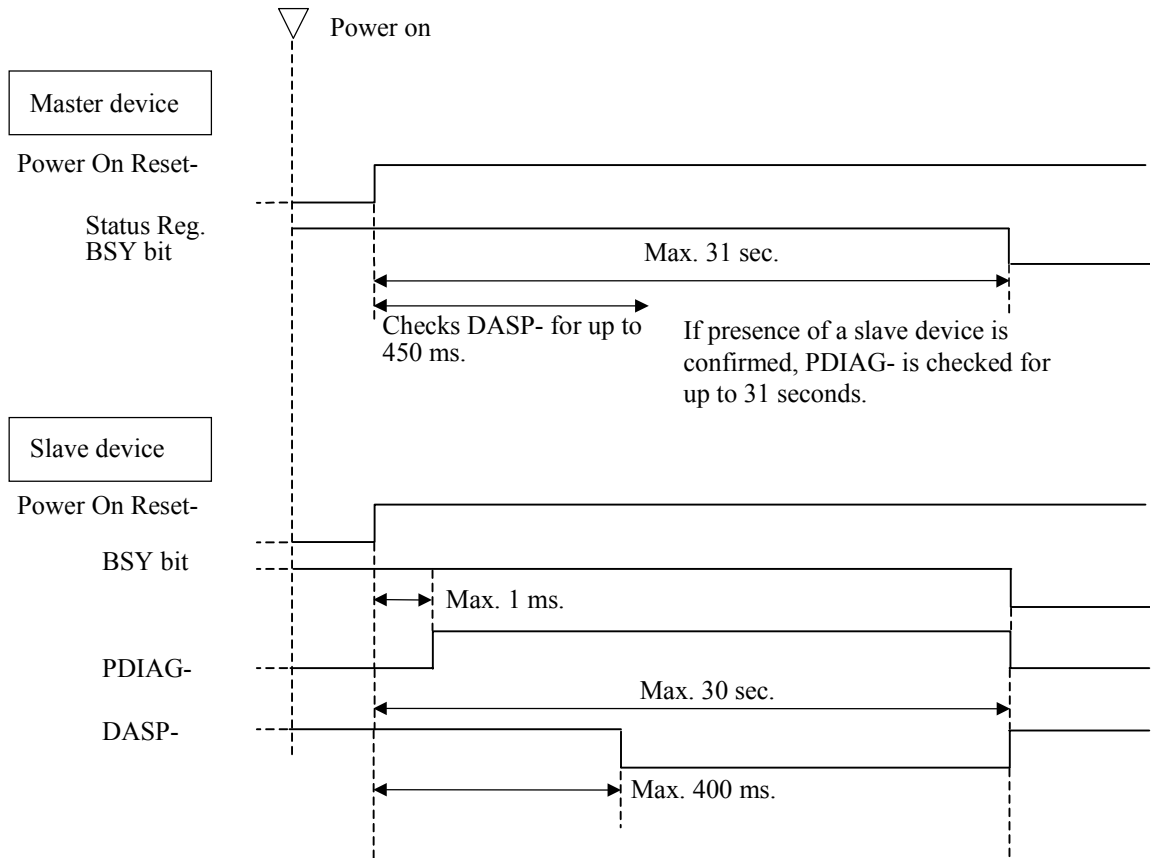 Power on
Master device
Power On Reset-
Status Reg.
BSY bit
Max. 31 sec.
Checks DASP- for up to
450 ms.
If presence of a slave device is
confirmed, PDIAG- is checked for
up to 31 seconds.
Slave device
Power On Reset-
BSY bit
Max. 1 ms.
PDIAG-
Max. 30 sec.
DASP-
Max. 400 ms.